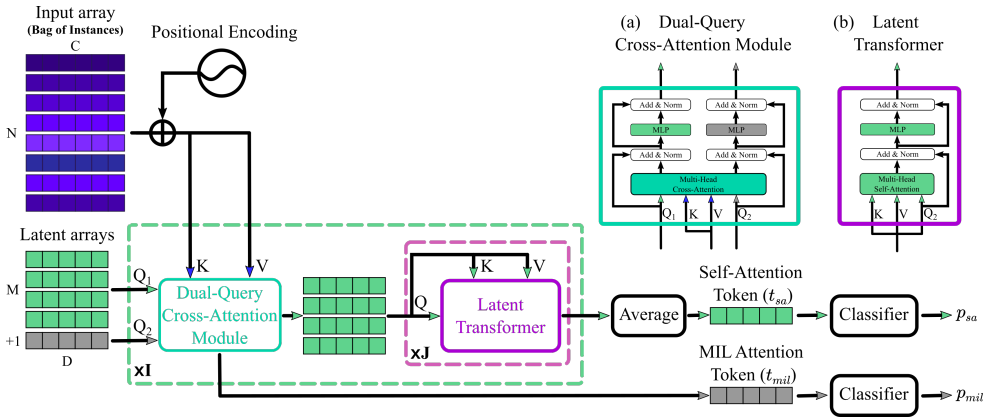 Input array
(Bag of Instances)
C
N
Positional Encoding
Latent arrays
M
+1
D
Q1
Q2
K
V
Dual-Query
Cross-Attention
Module
xI
Q
K
V
Latent
Transformer
xJ
Average
Self-Attention
Token (tsa)
Classifier
psa
MIL Attention
Token (tmil)
Classifier
pmil
(a) Dual-Query
Cross-Attention Module
Add & Norm
Add & Norm
MLP
MLP
Add & Norm
Add & Norm
Multi-Head
Cross-Attention
Q1
K
V
Q2
(b) Latent
Transformer
Add & Norm
MLP
Add & Norm
Multi-Head
Self-Attention
K
V
Q2